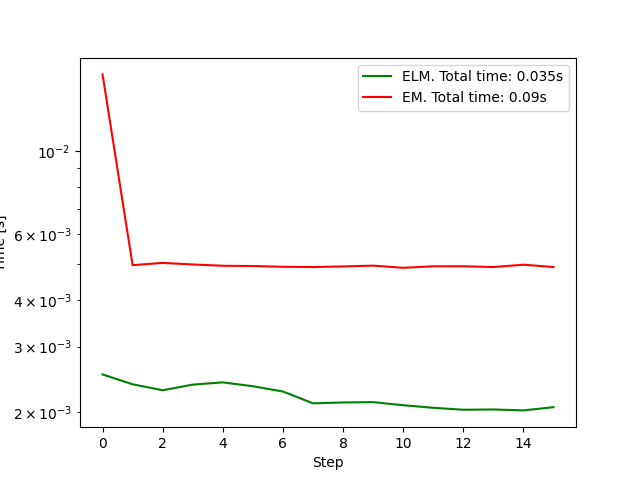 ELM. Total time: 0.035s
EM. Total time: 0.09s
10⁻²
6 × 10⁻³
4 × 10⁻³
3 × 10⁻³
2 × 10⁻³
0 2 4 6 8 10 12 14
Step